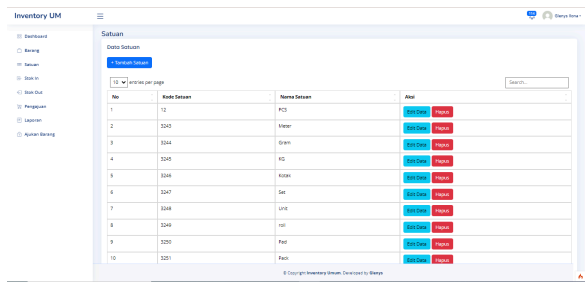 Inventory UM
Glenys Ilona
Dashboard
Barang
Satuan
Stok In
Stok Out
Pengajuan
Laporan
Ajukan Barang
Satuan
Data Satuan
+ Tambah Satuan
10 entries per page
Search...
No Kode Satuan Nama Satuan Aksi
1 12 PCS Edit Data Hapus
2 3243 Meter Edit Data Hapus
3 3244 Gram Edit Data Hapus
4 3245 KG Edit Data Hapus
5 3246 Kotak Edit Data Hapus
6 3247 Set Edit Data Hapus
7 3248 Unit Edit Data Hapus
8 3249 roll Edit Data Hapus
9 3250 Pad Edit Data Hapus
10 3251 Pack Edit Data Hapus
© Copyright Inventory Umum. Developed by Glenys